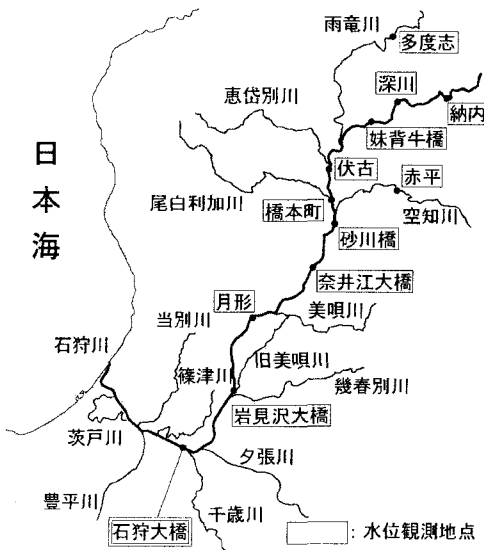 雨竜川
多度志
深川
恵岱別川
納内
妹背牛橋
日本海
伏古
赤平
尾白利加川
橋本町
空知川
砂川橋
奈井江大橋
月形
美唄川
当別川
石狩川
旧美唄川
篠津川
幾春別川
岩見沢大橋
茨戸川
夕張川
豊平川
千歳川
石狩大橋
：水位観測地点